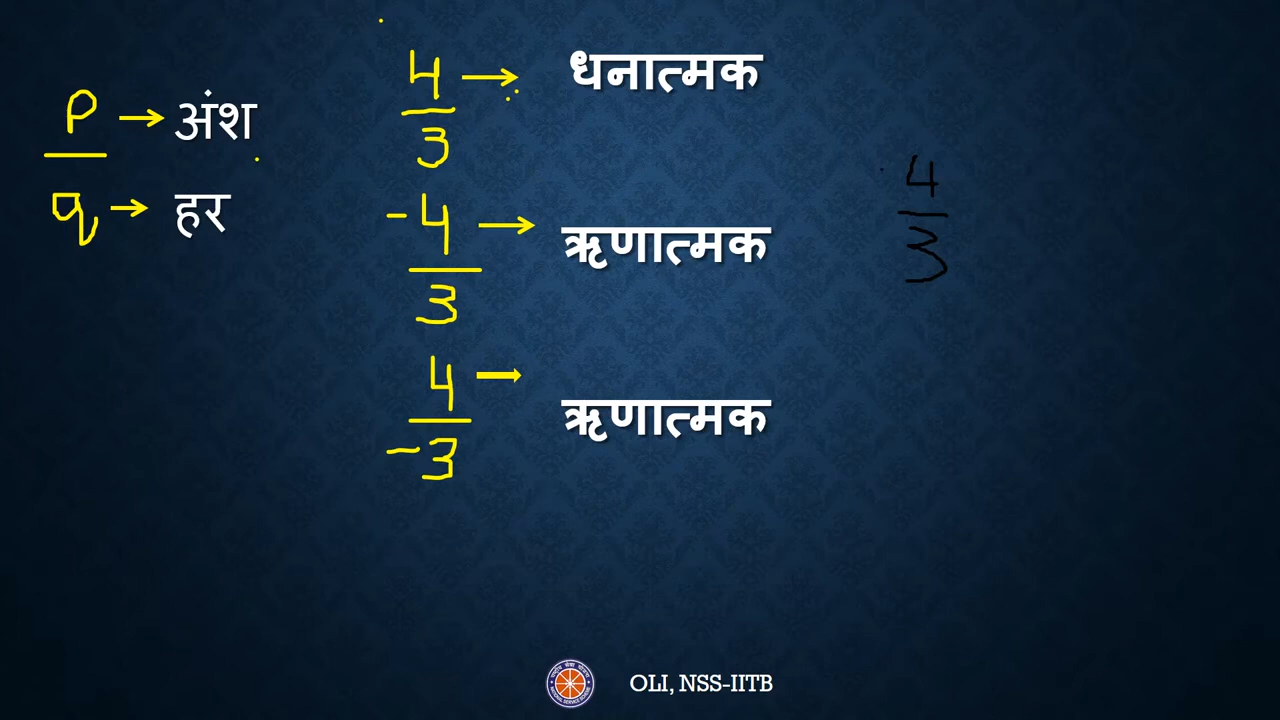 p → अंश
q → हर
4/3 → धनात्मक
-4/3 → ऋणात्मक
4/-3 → ऋणात्मक
4/3
OLI, NSS-IITB